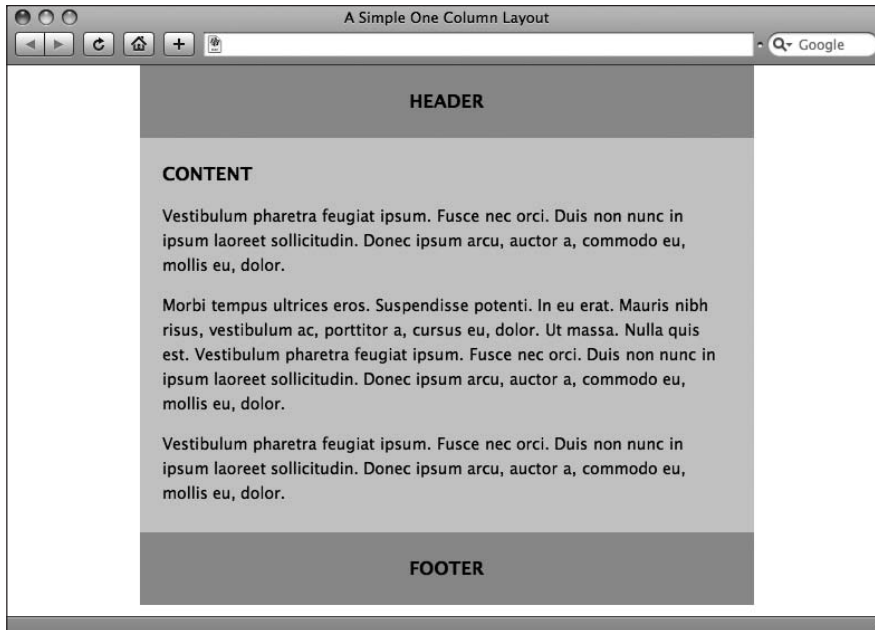 A Simple One Column Layout
Google
HEADER
CONTENT
Vestibulum pharetra feugiat ipsum. Fusce nec orci. Duis non nunc in
ipsum laoreet sollicitudin. Donec ipsum arcu, auctor a, commodo eu,
mollis eu, dolor.
Morbi tempus ultrices eros. Suspendisse potenti. In eu erat. Mauris nibh
risus, vestibulum ac, porttitor a, cursus eu, dolor. Ut massa. Nulla quis
est. Vestibulum pharetra feugiat ipsum. Fusce nec orci. Duis non nunc in
ipsum laoreet sollicitudin. Donec ipsum arcu, auctor a, commodo eu,
mollis eu, dolor.
Vestibulum pharetra feugiat ipsum. Fusce nec orci. Duis non nunc in
ipsum laoreet sollicitudin. Donec ipsum arcu, auctor a, commodo eu,
mollis eu, dolor.
FOOTER